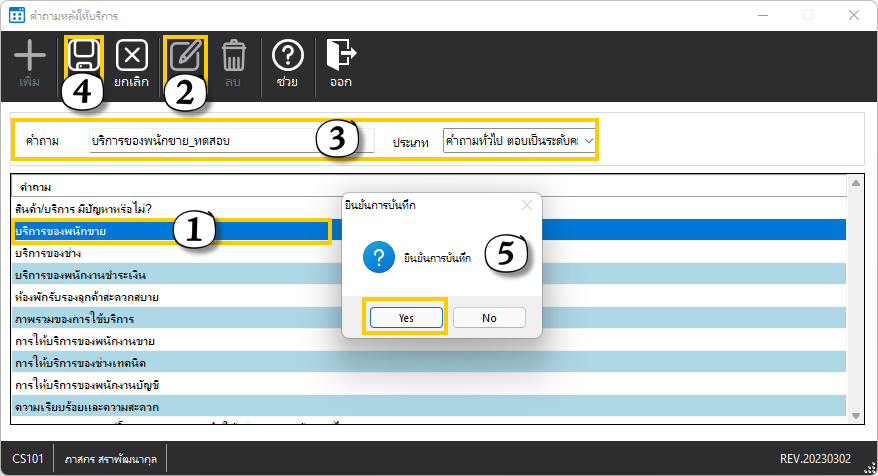 คำถามหลังให้บริการ
เพิ่ม
ยกเลิก
ลบ
ช่วย
ออก
4
2
คำถาม
บริการของพนักขาย_ทดสอบ
3
ประเภท
คำถามทั่วไป ตอบเป็นระดับคะ
คำถาม
สินค้า/บริการ มีปัญหาหรือไม่?
บริการของพนักขาย
1
บริการของช่าง
บริการของพนักงานชำระเงิน
ห้องพักรับรองลูกค้าสะดวกสบาย
ภาพรวมของการใช้บริการ
การให้บริการของพนักงานขาย
การให้บริการของช่างเทคนิค
การให้บริการของพนักงานบัญชี
ความเรียบร้อยและความสะดวก
ยืนยันการบันทึก
ยืนยันการบันทึก
5
Yes
No
CS101
ภาสกร สราพัฒนากุล
REV.20230302